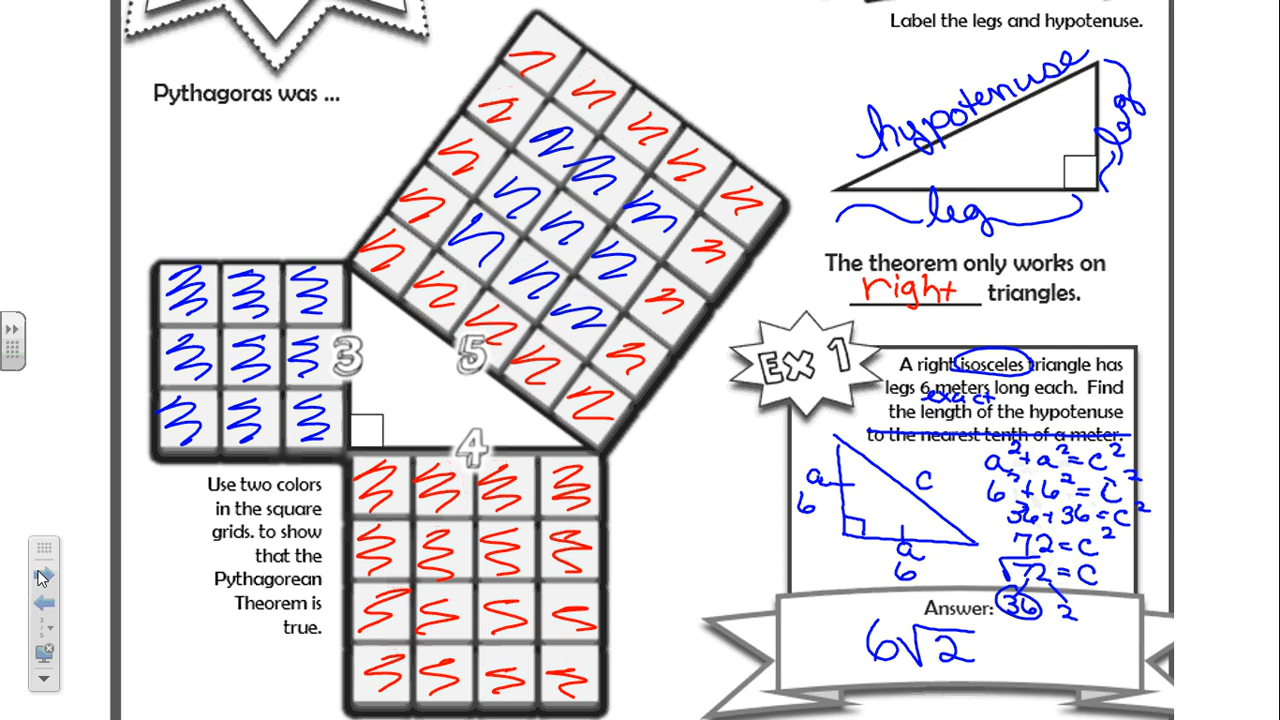 Pythagoras was ...
3
5
4
Use two colors
in the square
grids. to show
that the
Pythagorean
Theorem is
true.
Label the legs and hypotenuse.
hypotenuse
leg
leg
The theorem only works on
right triangles.
Ex 1
A right isosceles triangle has
legs 6 meters long each. Find
exact
the length of the hypotenuse
to the nearest tenth of a meter.
a
6
c
a
6
a² + a² = c²
6² + 6² = c²
36 + 36 = c²
72 = c²
√72 = c
36 2
Answer:
6√2